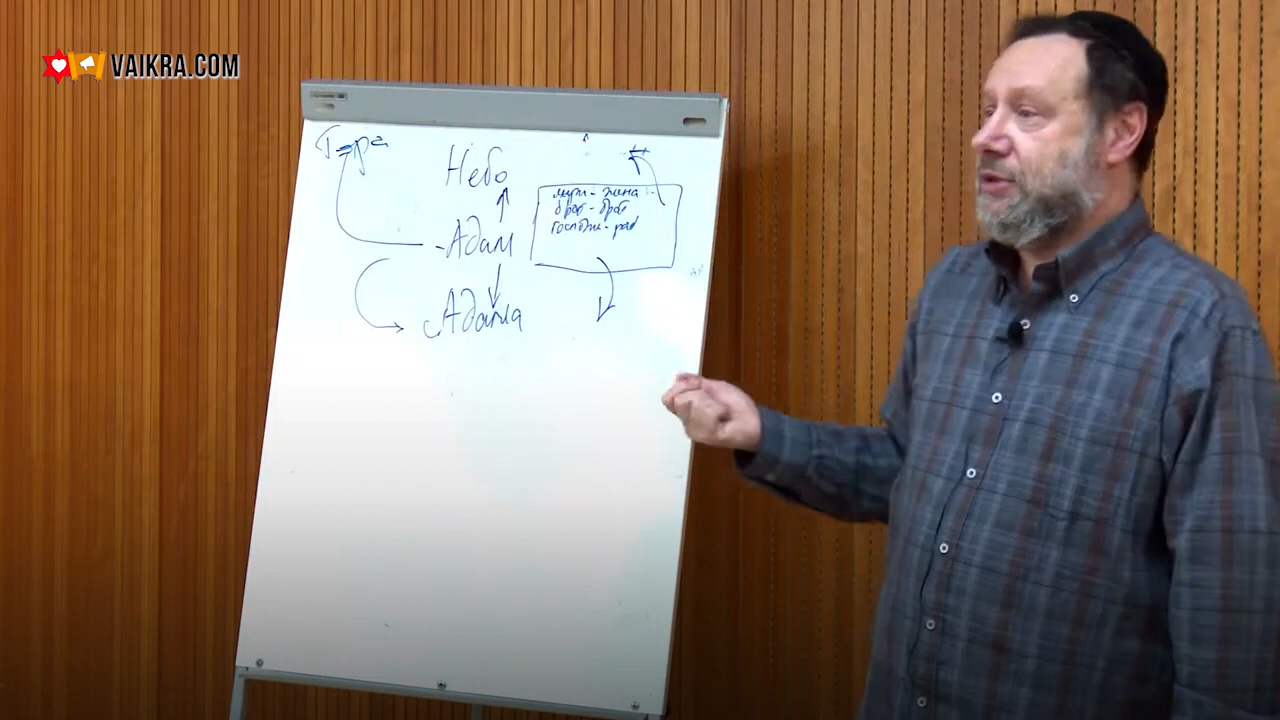 VAIKRA.COM
Тора
Небо
муж - жена
брат - брат
господин - раб
Адам
Адама